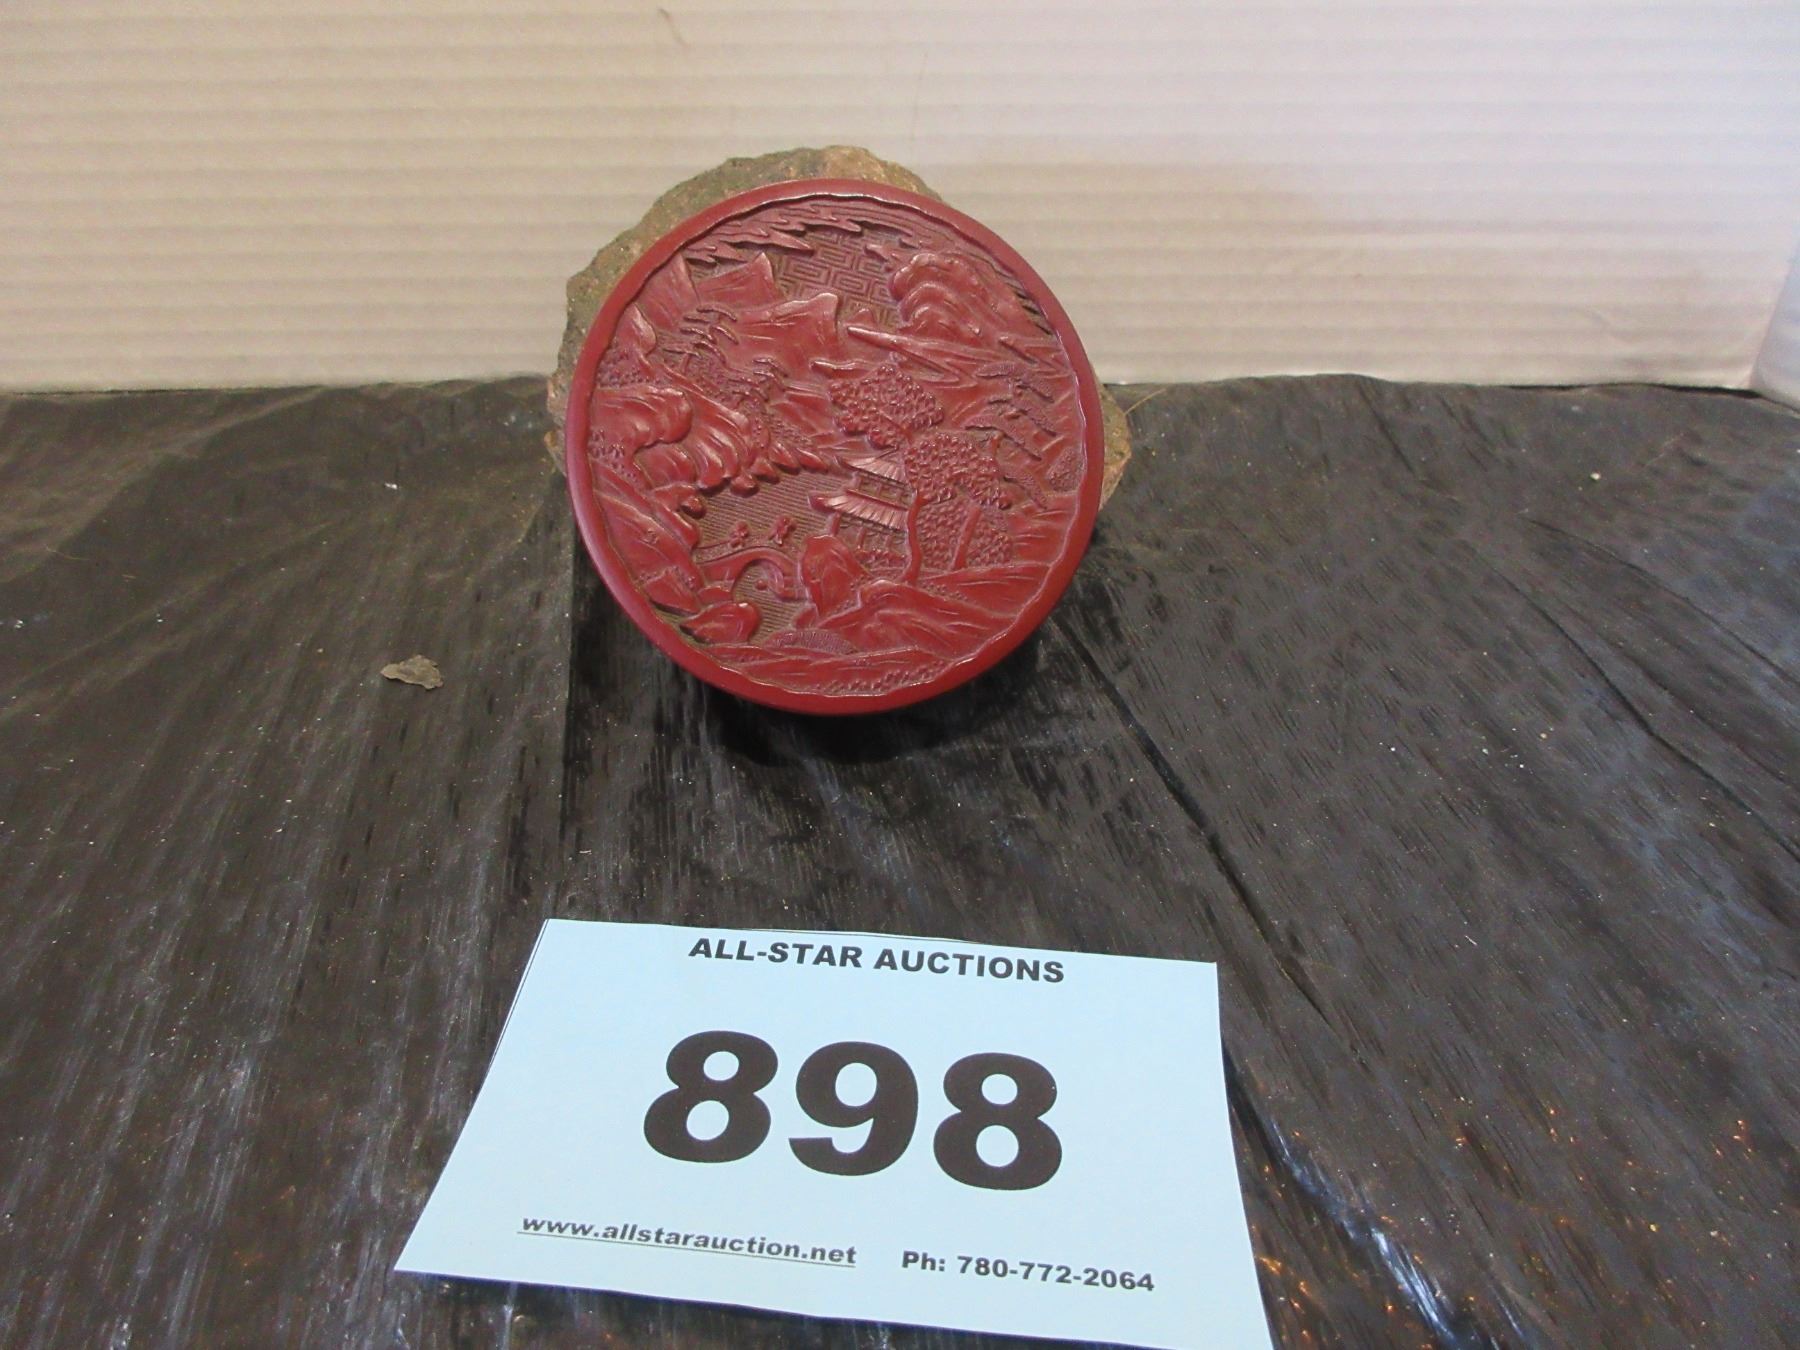 ALL-STAR AUCTIONS
898
www.allstarauction.net Ph: 780-772-2064